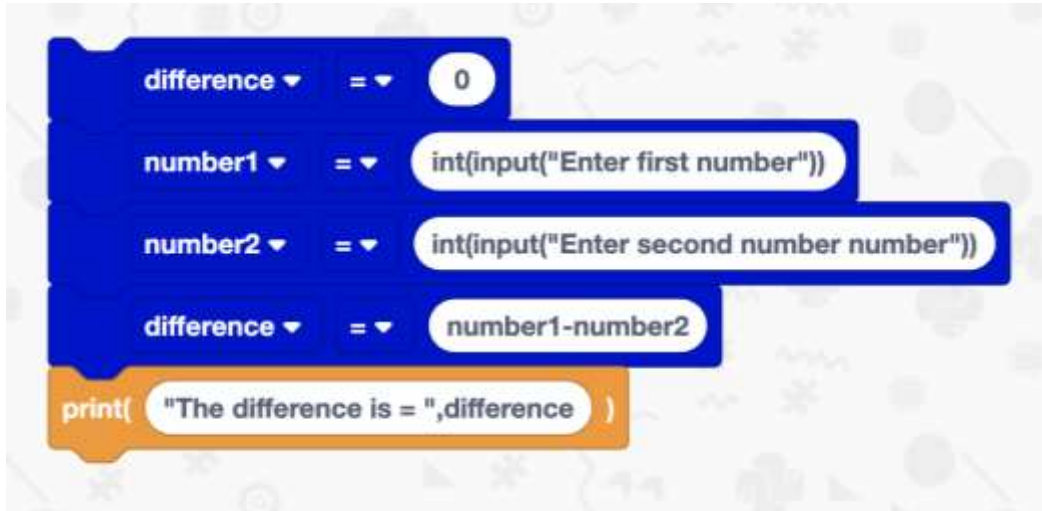 difference = 0
number1 = int(input("Enter first number"))
number2 = int(input("Enter second number number"))
difference = number1-number2
print( "The difference is = ",difference )